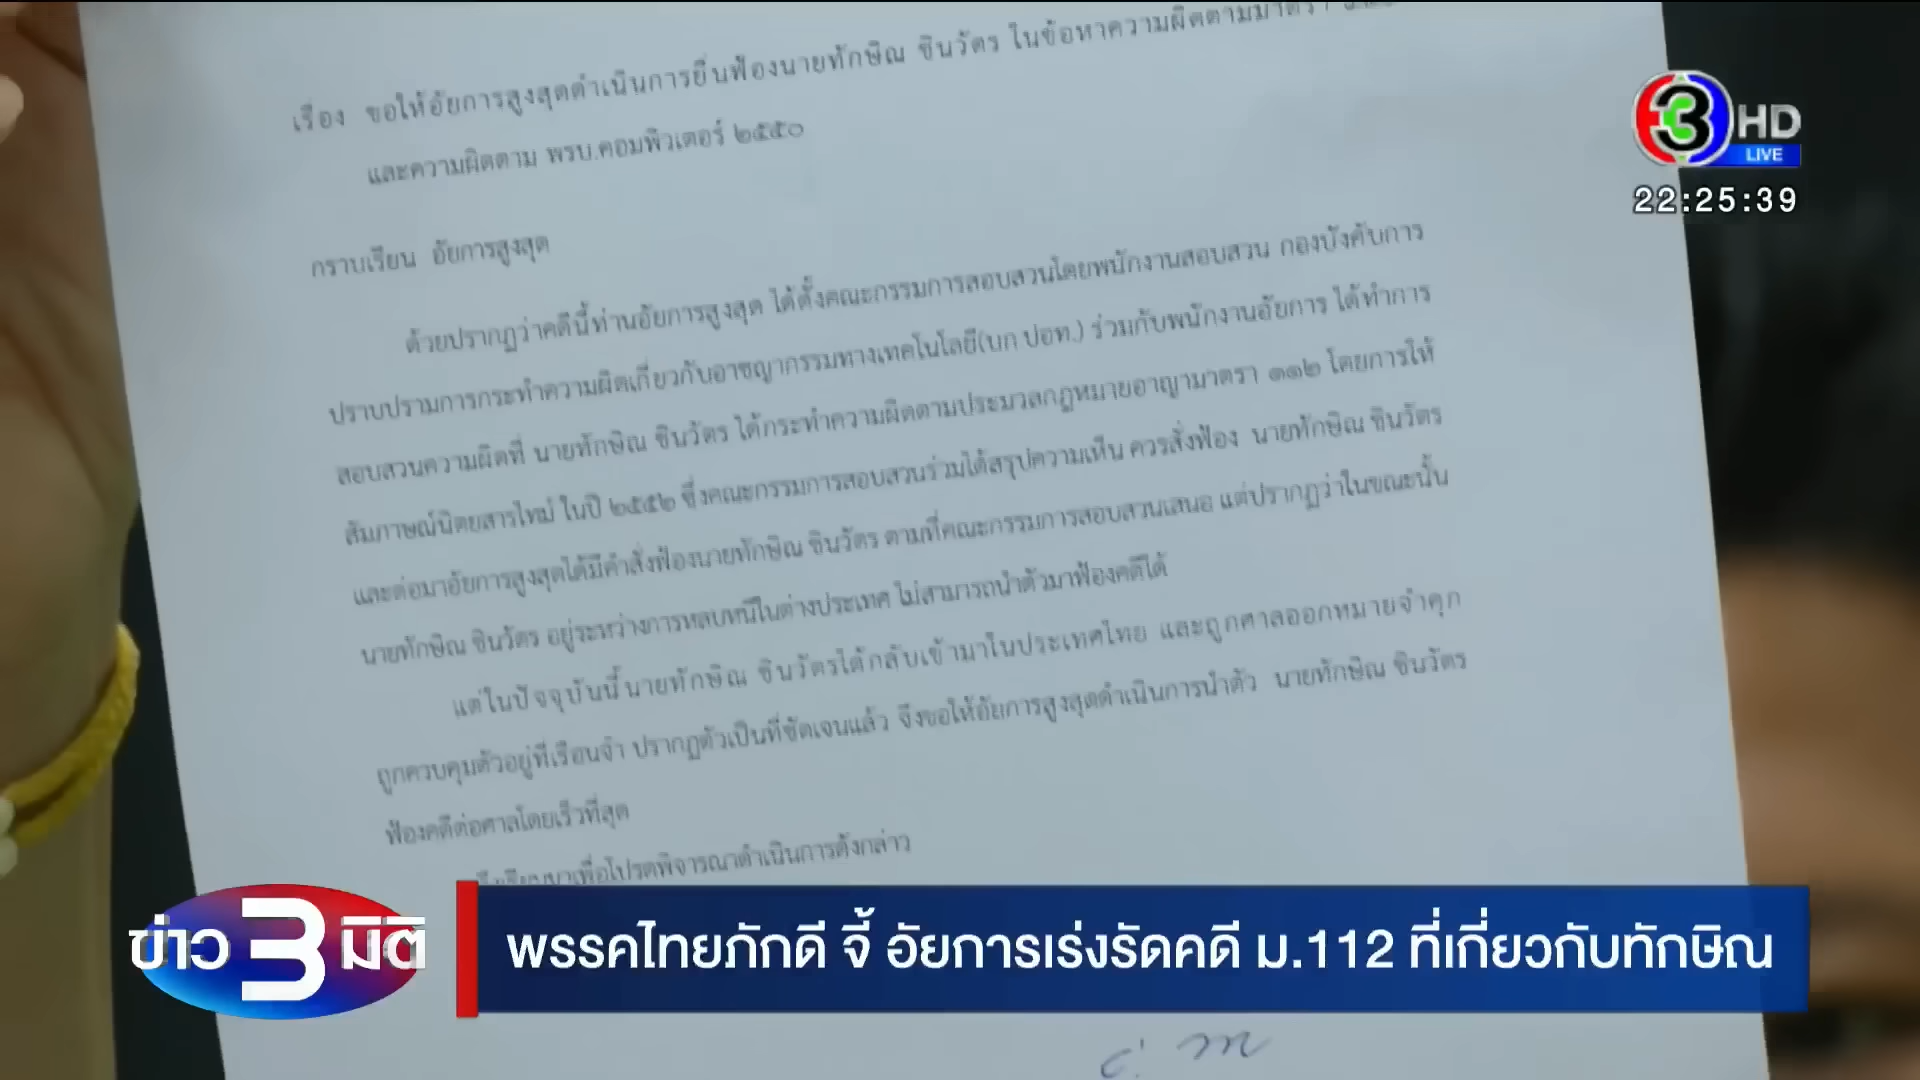 เรื่อง ขอให้อัยการสูงสุดดำเนินการยื่นฟ้องนายทักษิณ ชินวัตร ในข้อหาความผิดตามมาตรา
และความผิดตาม พรบ.คอมพิวเตอร์ ๒๕๕๐
3 HD
LIVE
22:25:39
กราบเรียน อัยการสูงสุด
ด้วยปรากฏว่าคดีนี้ท่านอัยการสูงสุด ได้ตั้งคณะกรรมการสอบสวนโดยพนักงานสอบสวน กองบังคับการ
ปราบปรามการกระทำความผิดเกี่ยวกับอาชญากรรมทางเทคโนโลยี(บก ปอท.) ร่วมกับพนักงานอัยการ ได้ทำการ
สอบสวนความผิดที่ นายทักษิณ ชินวัตร ได้กระทำความผิดตามประมวลกฎหมายอาญามาตรา ๑๑๒ โดยการให้
สัมภาษณ์นิตยสารไทม์ ในปี ๒๕๕๒ ซึ่งคณะกรรมการสอบสวนร่วมได้สรุปความเห็น ควรสั่งฟ้อง นายทักษิณ ชินวัตร
และต่อมาอัยการสูงสุดได้มีคำสั่งฟ้องนายทักษิณ ชินวัตร ตามที่คณะกรรมการสอบสวนเสนอ แต่ปรากฏว่าในขณะนั้น
นายทักษิณ ชินวัตร อยู่ระหว่างการหลบหนีในต่างประเทศ ไม่สามารถนำตัวมาฟ้องคดีได้
แต่ในปัจจุบันนี้นายทักษิณ ชินวัตรได้กลับเข้ามาในประเทศไทย และถูกศาลออกหมายจำคุก
ถูกควบคุมตัวอยู่ที่เรือนจำ ปรากฏตัวเป็นที่ชัดเจนแล้ว จึงขอให้อัยการสูงสุดดำเนินการนำตัว นายทักษิณ ชินวัตร
ฟ้องคดีต่อศาลโดยเร็วที่สุด
จึงเรียนมาเพื่อโปรดพิจารณาดำเนินการดังกล่าว
ข่าว 3 มิติ
พรรคไทยภักดี จี้ อัยการเร่งรัดคดี ม.112 ที่เกี่ยวกับทักษิณ